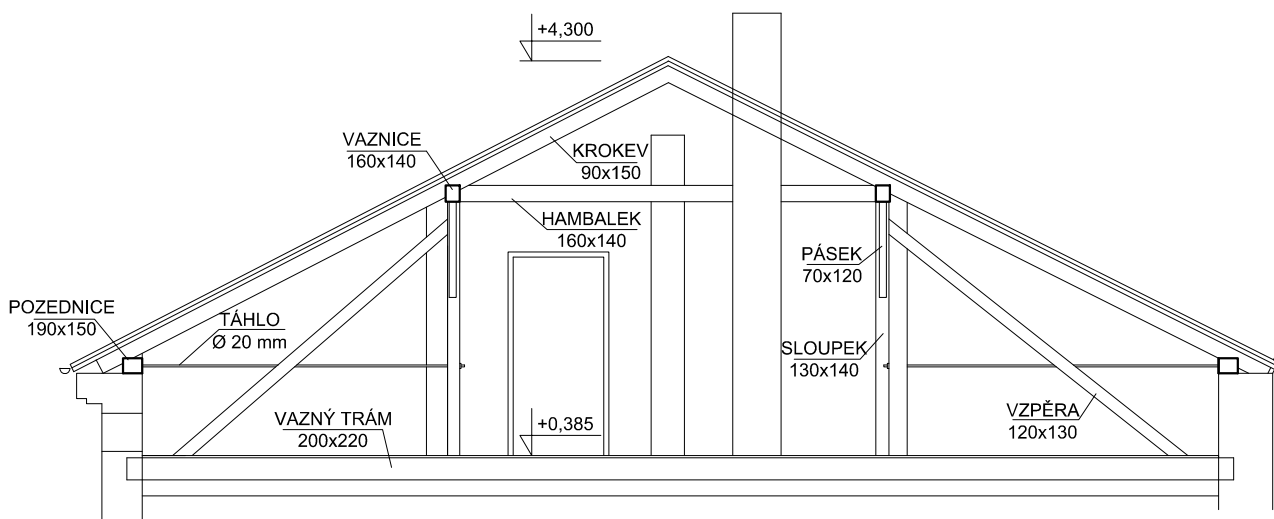 +4,300
VAZNICE
160x140
KROKEV
90x150
HAMBALEK
160x140
PÁSEK
70x120
POZEDNICE
190x150
TÁHLO
Ø 20 mm
SLOUPEK
130x140
VAZNÝ TRÁM
200x220
+0,385
VZPĚRA
120x130